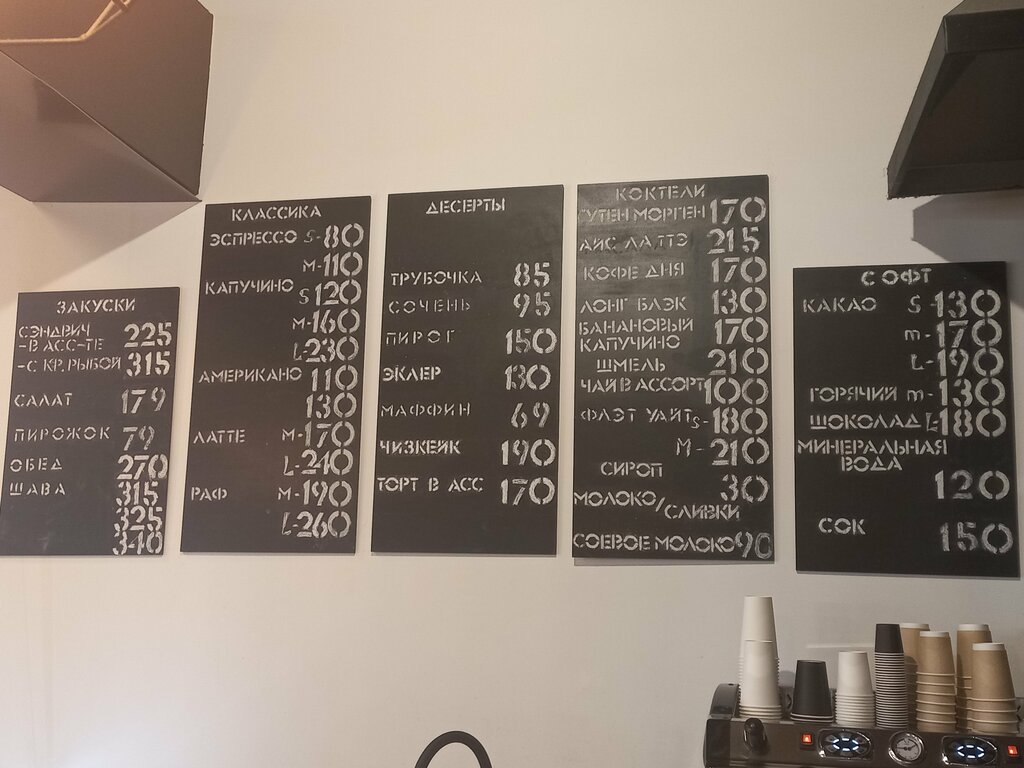 ЗАКУСКИ
СЭНДВИЧ
-В АСС-ТЕ 225
-С КР. РЫБОЙ 315
САЛАТ 179
ПИРОЖОК 79
ОБЕД 270
ШАВА 315
325
340
КЛАССИКА
ЭСПРЕССО S-80
М-110
КАПУЧИНО S 120
М-160
L-230
АМЕРИКАНО 110
130
ЛАТТЕ М-170
L-240
РАФ М-190
L-260
ДЕСЕРТЫ
ТРУБОЧКА 85
СОЧЕНЬ 95
ПИРОГ 150
ЭКЛЕР 130
МАФФИН 69
ЧИЗКЕЙК 190
ТОРТ В АСС 170
КОКТЕЛИ
ГУТЕН МОРГЕН 170
АЙС ЛАТТЭ 215
КОФЕ ДНЯ 170
ЛОНГ БЛЭК 130
БАНАНОВЫЙ 170
КАПУЧИНО
ШМЕЛЬ 210
ЧАЙ В АССОРТ 100
ФЛЭТ УАЙТ S-180
М-210
СИРОП 30
МОЛОКО/СЛИВКИ
СОЕВОЕ МОЛОКО 90
СОФТ
КАКАО S-130
m-170
L-190
ГОРЯЧИЙ m-130
ШОКОЛАД L-180
МИНЕРАЛЬНАЯ
ВОДА 120
СОК 150